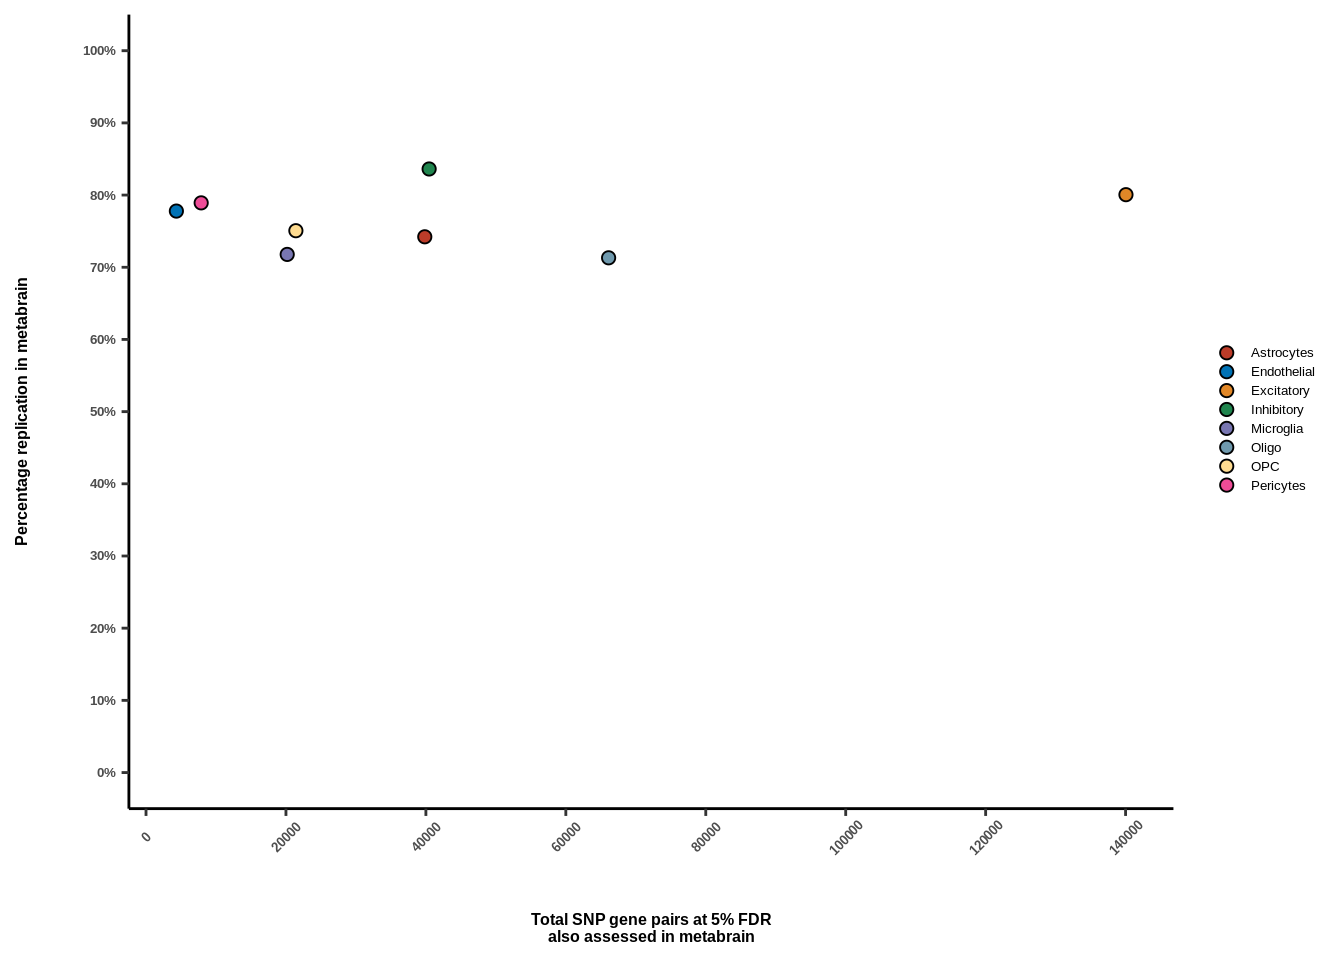 Percentage replication in metabrain
100%
90%
80%
70%
60%
50%
40%
30%
20%
10%
0%
0
20000
40000
60000
80000
100000
120000
140000
Total SNP gene pairs at 5% FDR
also assessed in metabrain
Astrocytes
Endothelial
Excitatory
Inhibitory
Microglia
Oligo
OPC
Pericytes